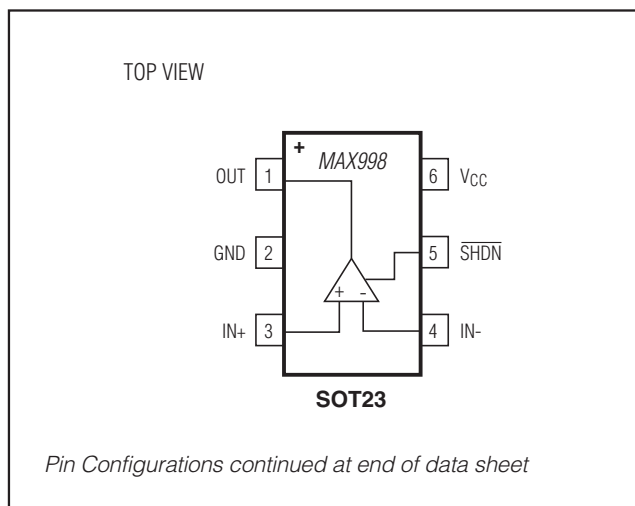 TOP VIEW
+
MAX998
OUT 1
6 VCC
GND 2
5 SHDN
+ -
IN+ 3
4 IN-
SOT23
Pin Configurations continued at end of data sheet